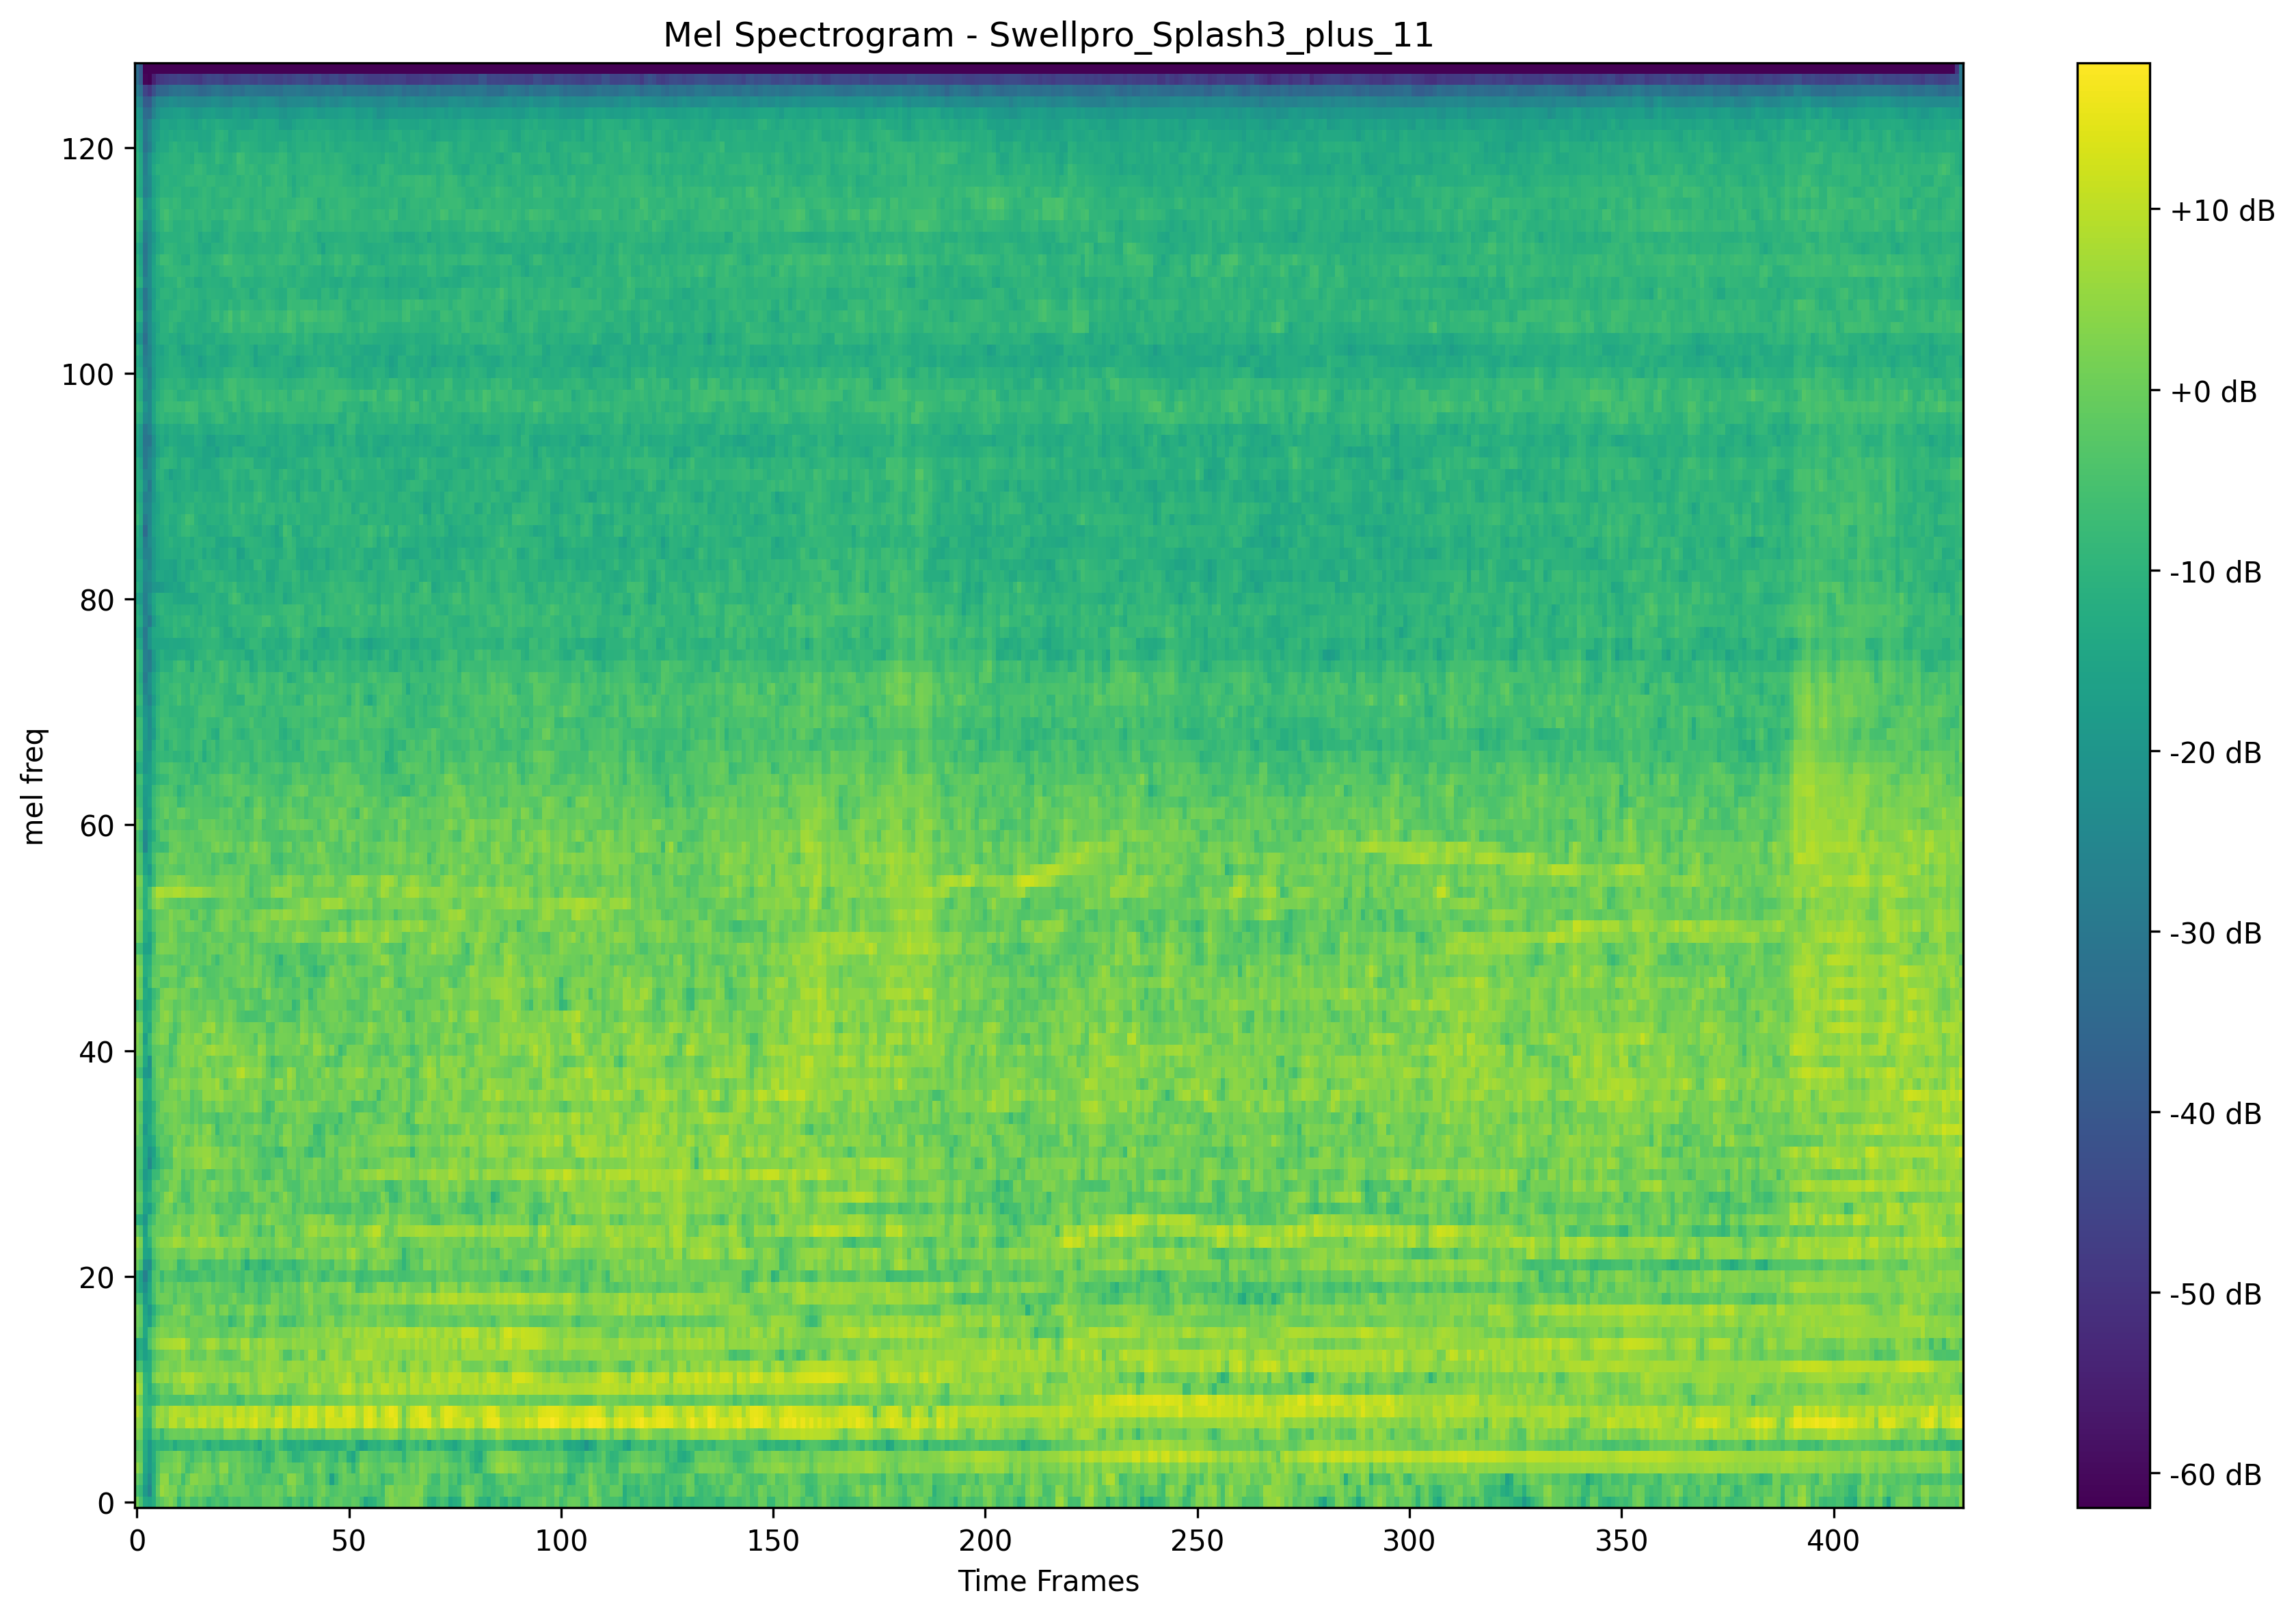 Mel Spectrogram - Swellpro_Splash3_plus_11
mel freq
120
100
80
60
40
20
0
0 50 100 150 200 250 300 350 400
Time Frames
+10 dB
+0 dB
-10 dB
-20 dB
-30 dB
-40 dB
-50 dB
-60 dB